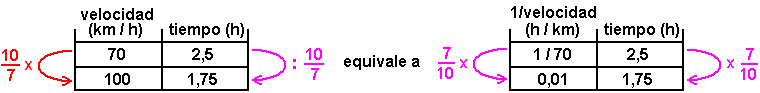 velocidad (km / h) tiempo (h)
10/7 x 70 2,5 : 10/7
100 1,75
equivale a
1/velocidad (h / km) tiempo (h)
7/10 x 1 / 70 2,5 x 7/10
0,01 1,75